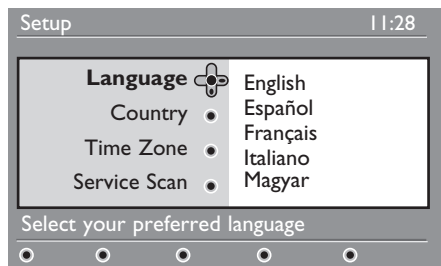 Setup 11:28
Language
Country
Time Zone
Service Scan
English
Español
Français
Italiano
Magyar
Select your preferred language